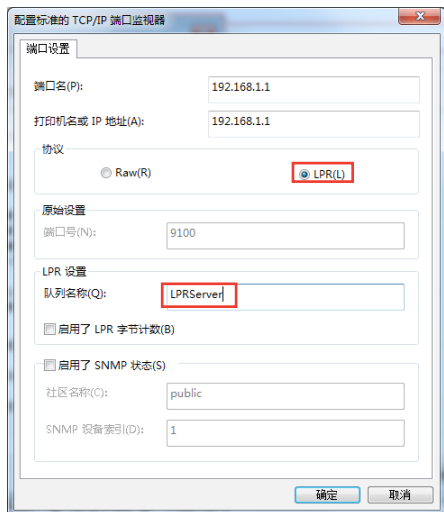 配置标准的 TCP/IP 端口监视器
端口设置
端口名(P): 192.168.1.1
打印机名或 IP 地址(A): 192.168.1.1
协议
Raw(R) LPR(L)
原始设置
端口号(N): 9100
LPR 设置
队列名称(Q): LPRServer
启用了 LPR 字节计数(B)
启用了 SNMP 状态(S)
社区名称(C): public
SNMP 设备索引(D): 1
确定 取消